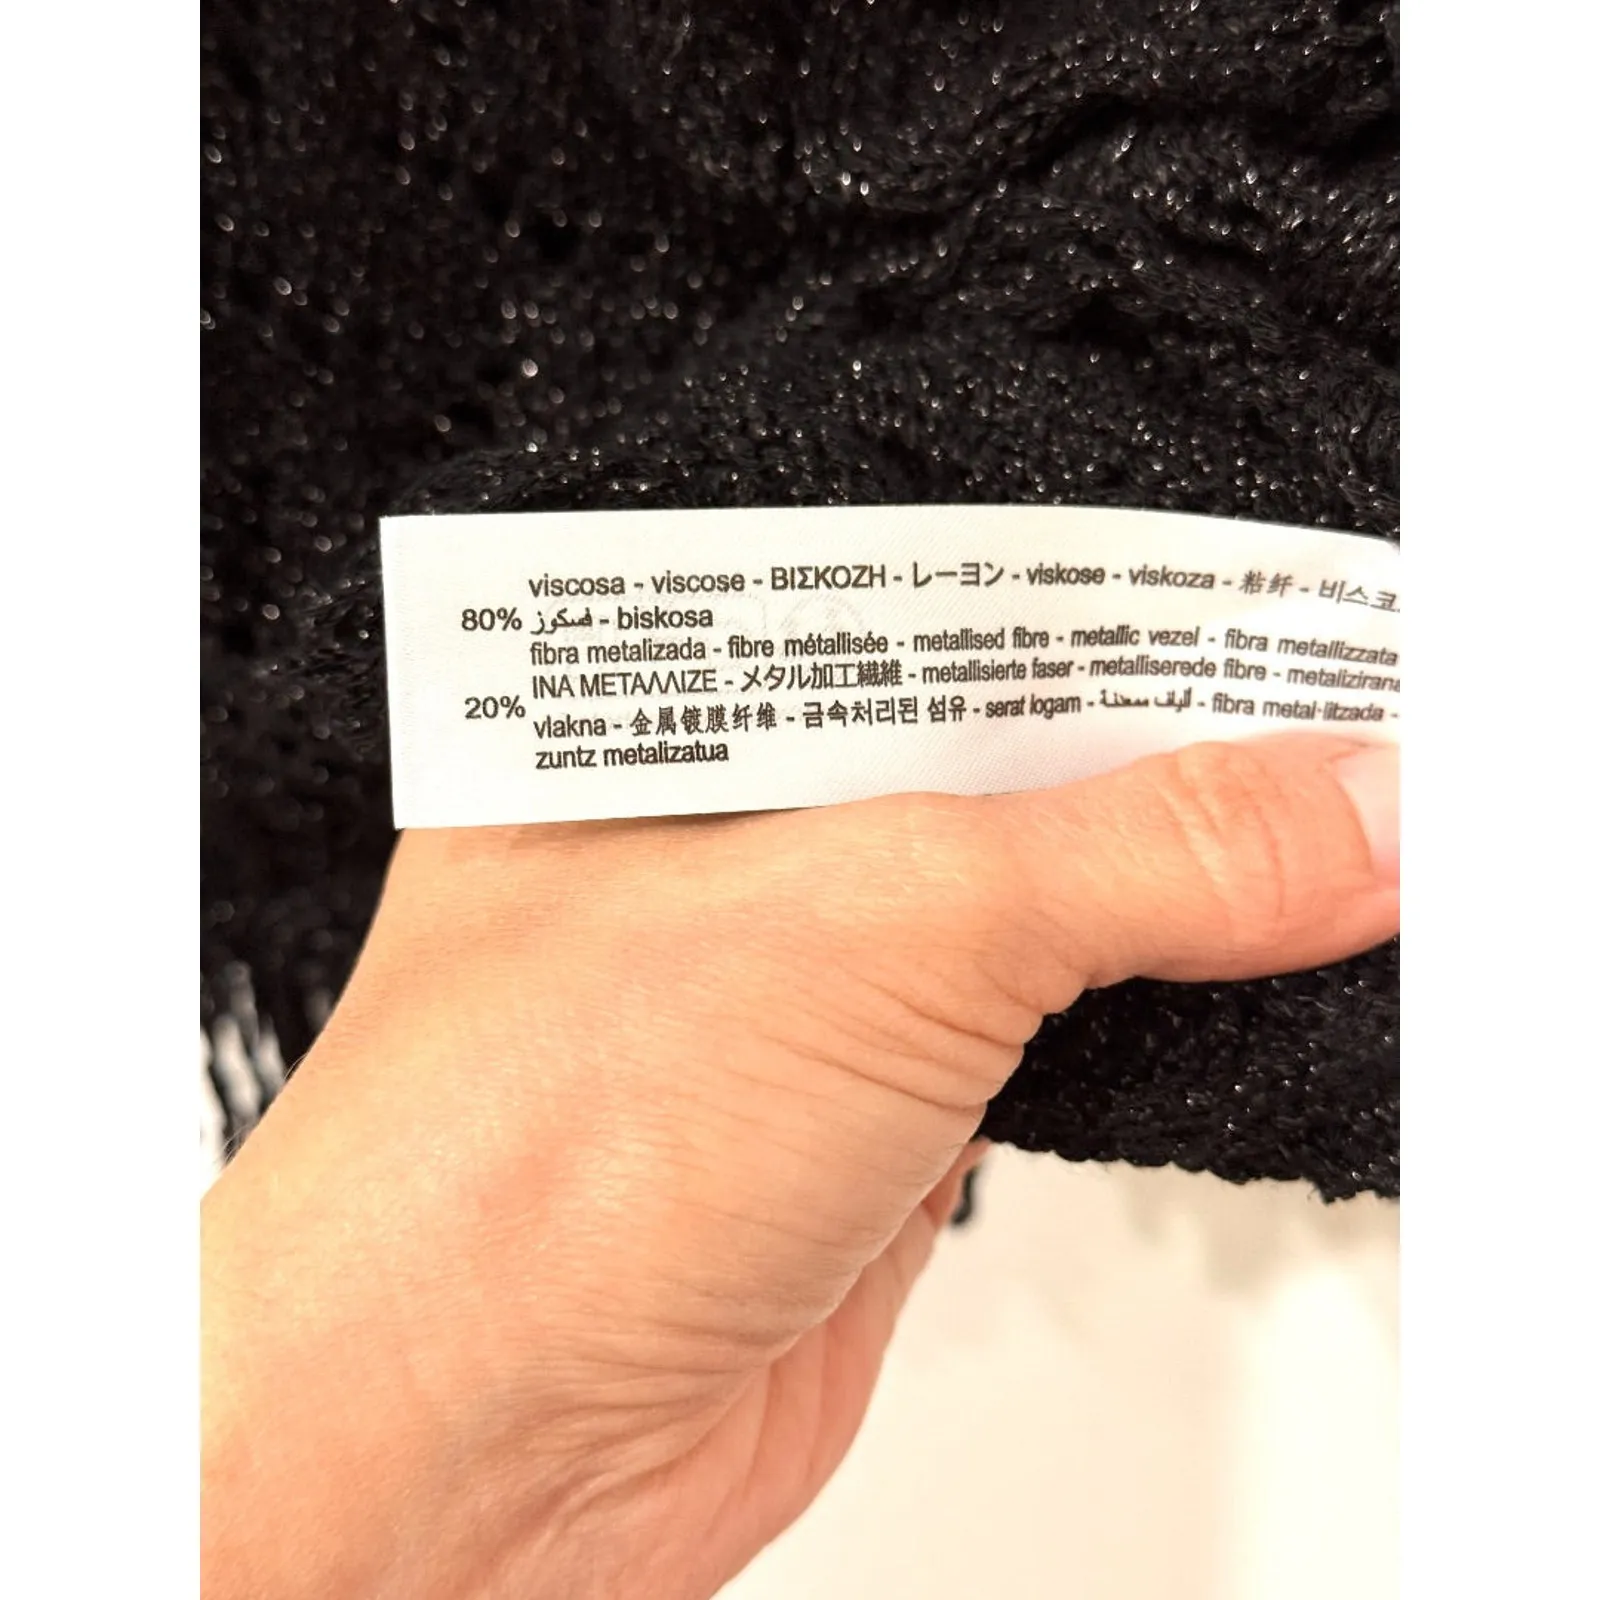 viscosa - viscose - ΒΙΣΚΟΖΗ - レーヨン - viskose - viskoza - 粘纤 - 비스코
80% فسكوز - biskosa
fibra metalizada - fibre métallisée - metallised fibre - metallic vezel - fibra metallizzata
INA METAΛΛIZE - メタル加工繊維 - metallisierte faser - metalliserede fibre - metalizirana
20% vlakna - 金属镀膜纤维 - 금속처리된 섬유 - serat logam - ألياف ممعدنة - fibra metal·litzada -
zuntz metalizatua